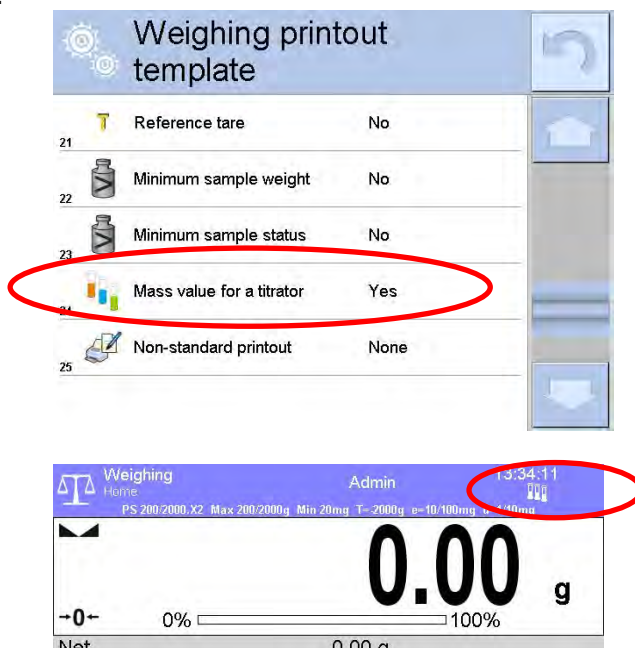 Weighing printout
template
21 Reference tare No
22 Minimum sample weight No
23 Minimum sample status No
Mass value for a titrator Yes
25 Non-standard printout None
Weighing Admin 13:34:11
Home
PS 200/2000.X2 Max 200/2000g Min 20mg T=-2000g e=10/100mg d=1/10mg
0.00 g
→0← 0% 100%
Net 0.00 g